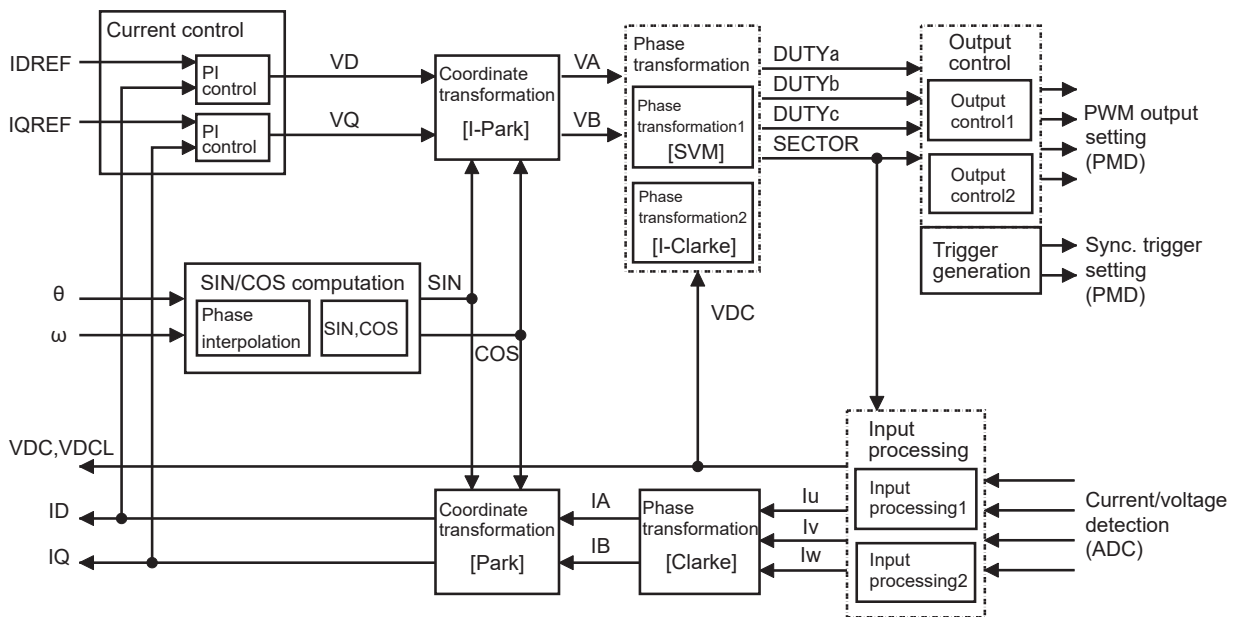 Current control
IDREF
IQREF
PI
control
PI
control
VD
VQ
Coordinate
transformation
[I-Park]
VA
VB
Phase
transformation
Phase
transformation1
[SVM]
Phase
transformation2
[I-Clarke]
DUTYa
DUTYb
DUTYc
SECTOR
Output
control
Output
control1
Output
control2
PWM output
setting
(PMD)
Trigger
generation
Sync. trigger
setting
(PMD)
θ
ω
SIN/COS computation
Phase
interpolation
SIN,COS
SIN
COS
VDC
VDC,VDCL
ID
IQ
Coordinate
transformation
[Park]
IA
IB
Phase
transformation
[Clarke]
Iu
Iv
Iw
Input
processing
Input
processing1
Input
processing2
Current/voltage
detection
(ADC)